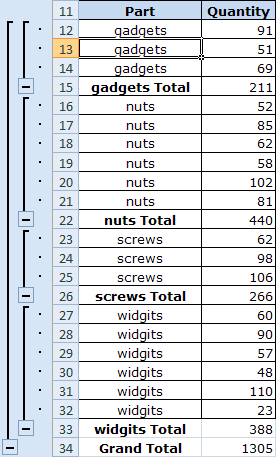 11 Part Quantity
12 gadgets 91
13 gadgets 51
14 gadgets 69
15 gadgets Total 211
16 nuts 52
17 nuts 85
18 nuts 62
19 nuts 58
20 nuts 102
21 nuts 81
22 nuts Total 440
23 screws 62
24 screws 98
25 screws 106
26 screws Total 266
27 widgits 60
28 widgits 90
29 widgits 57
30 widgits 48
31 widgits 110
32 widgits 23
33 widgits Total 388
34 Grand Total 1305